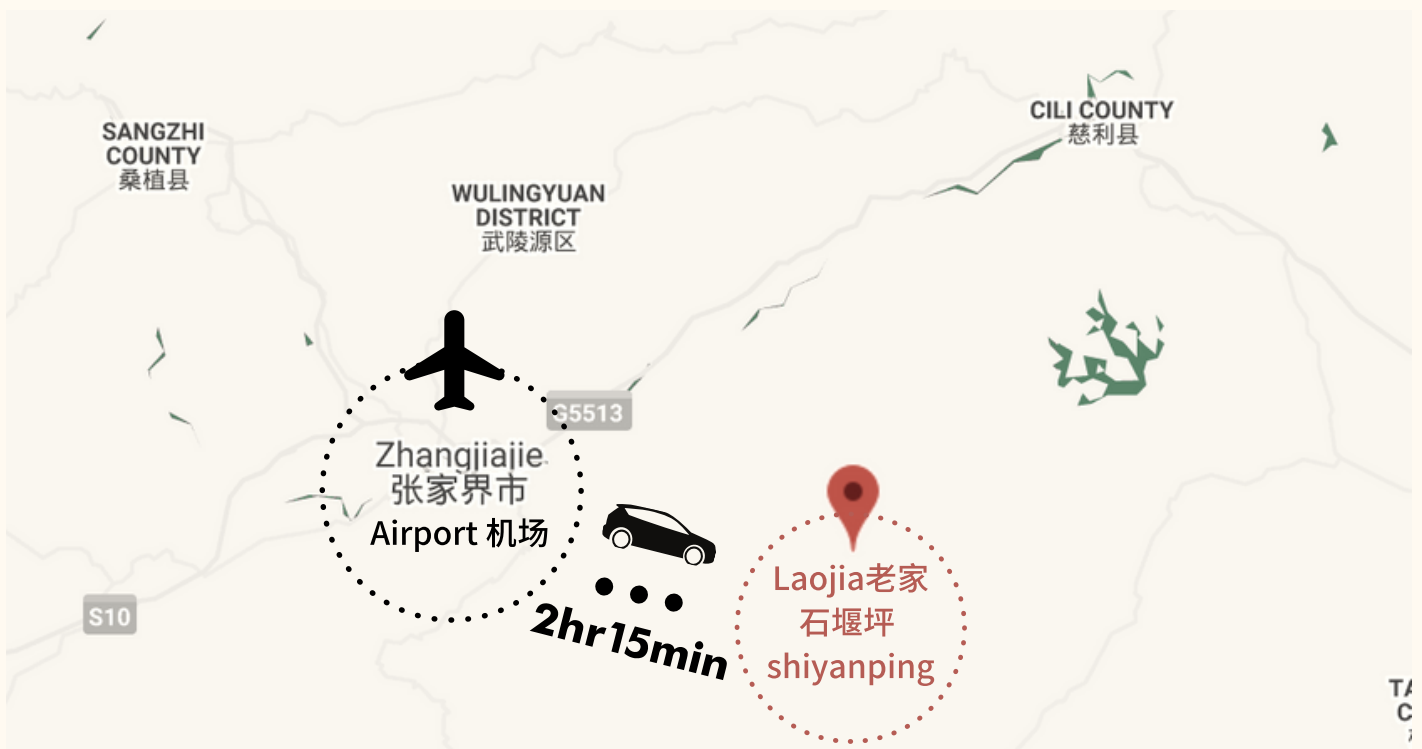 CILI COUNTY
慈利县
SANGZHI
COUNTY
桑植县
WULINGYUAN
DISTRICT
武陵源区
G5513
Zhangjiajie
张家界市
Airport 机场
2hr15min
Laojia老家
石堰坪
shiyanping
S10
TA
C